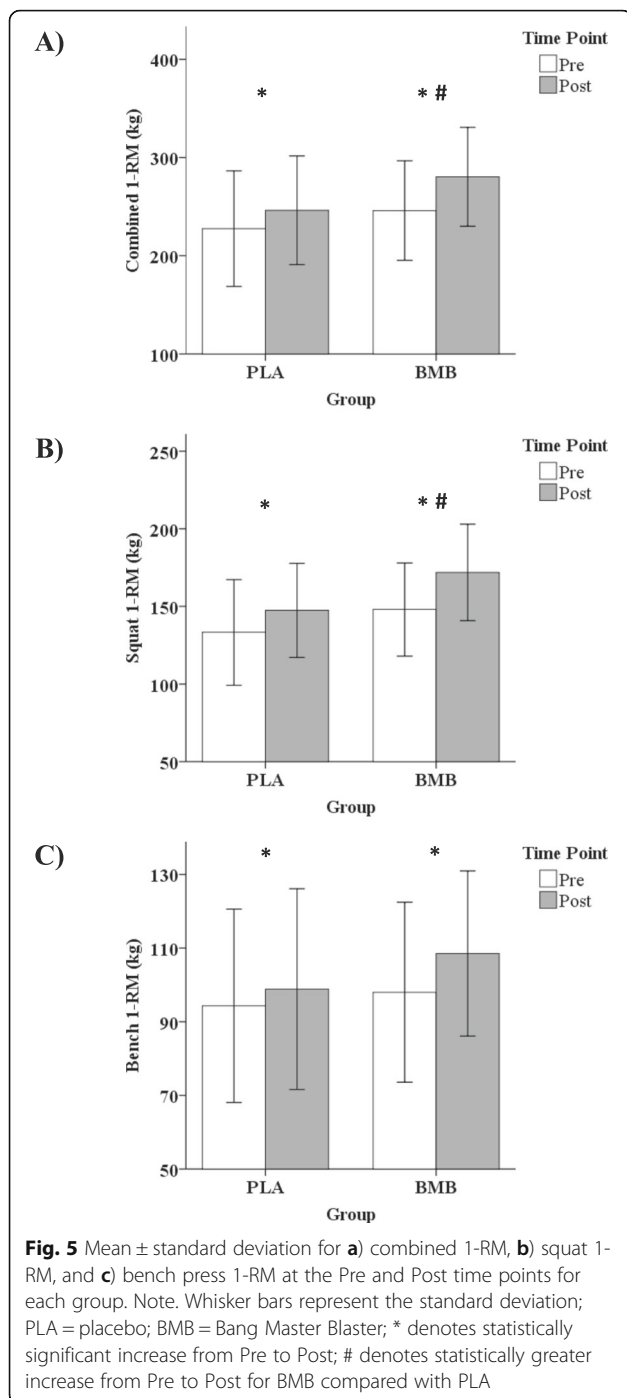 A)
Time Point
Pre
Post
400
300
200
100
Combined 1-RM (kg)
* * #
PLA BMB
Group
B)
Time Point
Pre
Post
250
200
150
100
50
Squat 1-RM (kg)
* * #
PLA BMB
Group
C)
Time Point
Pre
Post
130
110
90
70
50
Bench 1-RM (kg)
* *
PLA BMB
Group
Fig. 5 Mean ± standard deviation for a) combined 1-RM, b) squat 1-
RM, and c) bench press 1-RM at the Pre and Post time points for
each group. Note. Whisker bars represent the standard deviation;
PLA = placebo; BMB = Bang Master Blaster; * denotes statistically
significant increase from Pre to Post; # denotes statistically greater
increase from Pre to Post for BMB compared with PLA